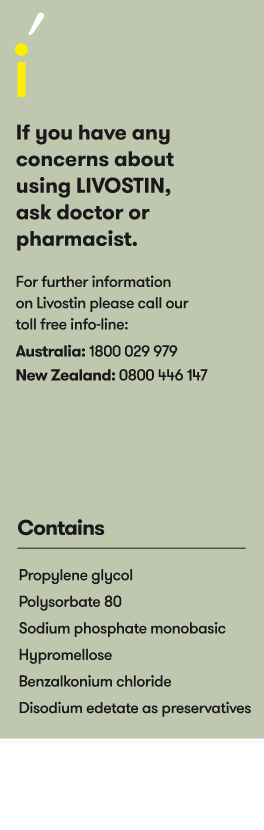 If you have any
concerns about
using LIVOSTIN,
ask doctor or
pharmacist.
For further information
on Livostin please call our
toll free info-line:
Australia: 1800 029 979
New Zealand: 0800 446 147
Contains
Propylene glycol
Polysorbate 80
Sodium phosphate monobasic
Hypromellose
Benzalkonium chloride
Disodium edetate as preservatives